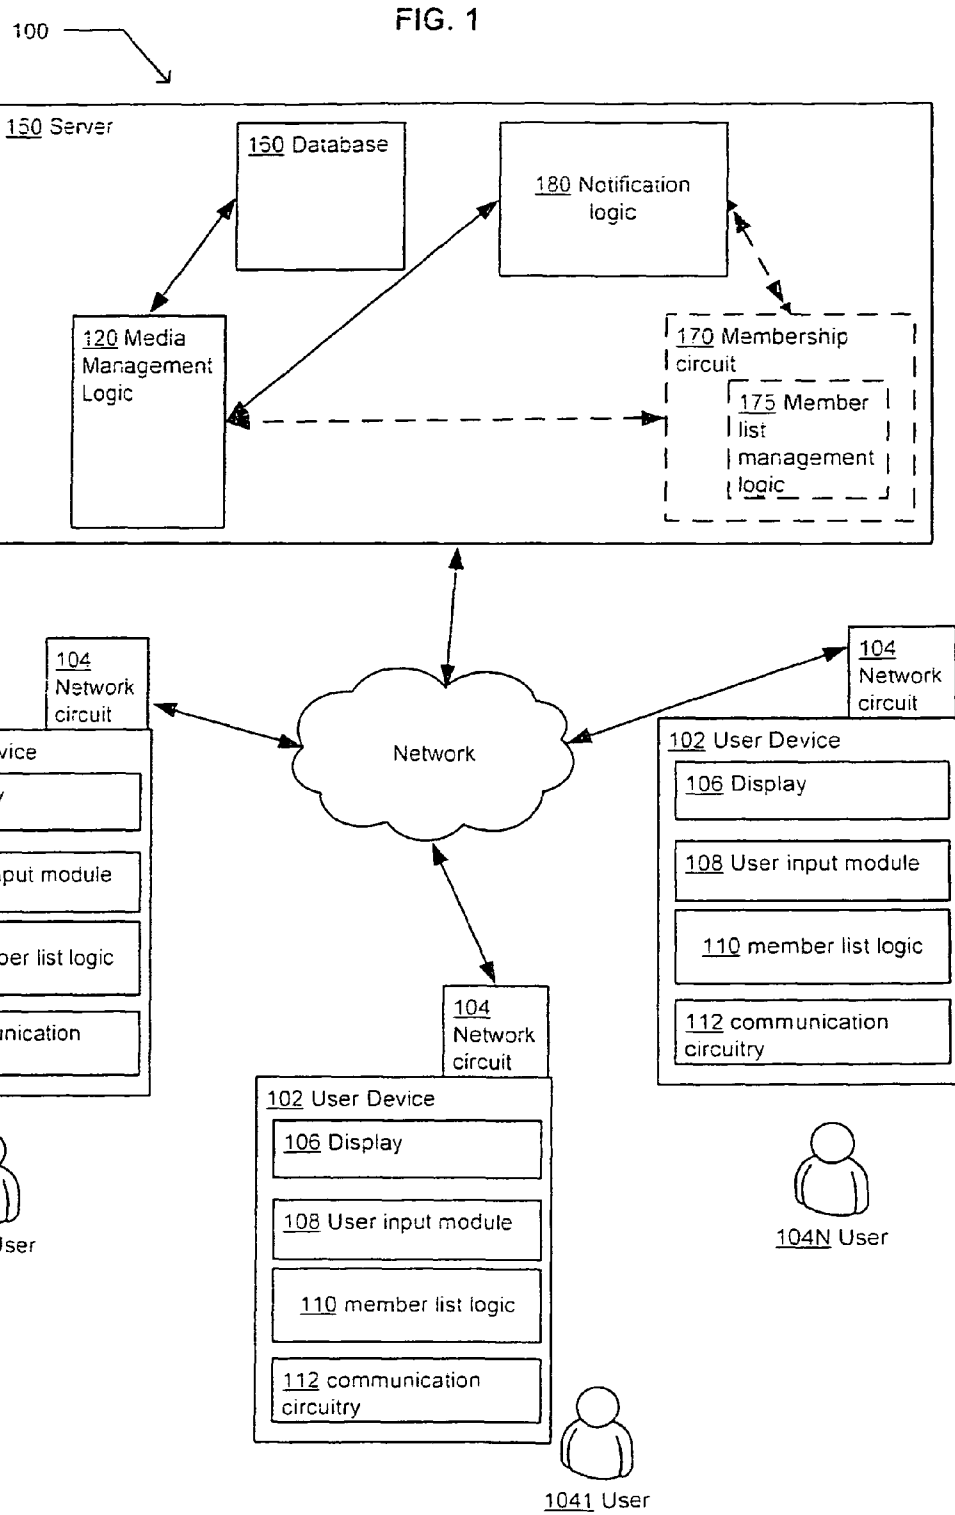 FIG. 1
100
150 Server
160 Database
180 Notification
logic
120 Media
Management
Logic
170 Membership
circuit
175 Member
list
management
logic
104
Network
circuit
104
Network
circuit
Network
vice
y
put module
ber list logic
unication
102 User Device
106 Display
108 User input module
110 member list logic
112 communication
circuitry
104
Network
circuit
102 User Device
106 Display
108 User input module
110 member list logic
112 communication
circuitry
104N User
ser
1041 User